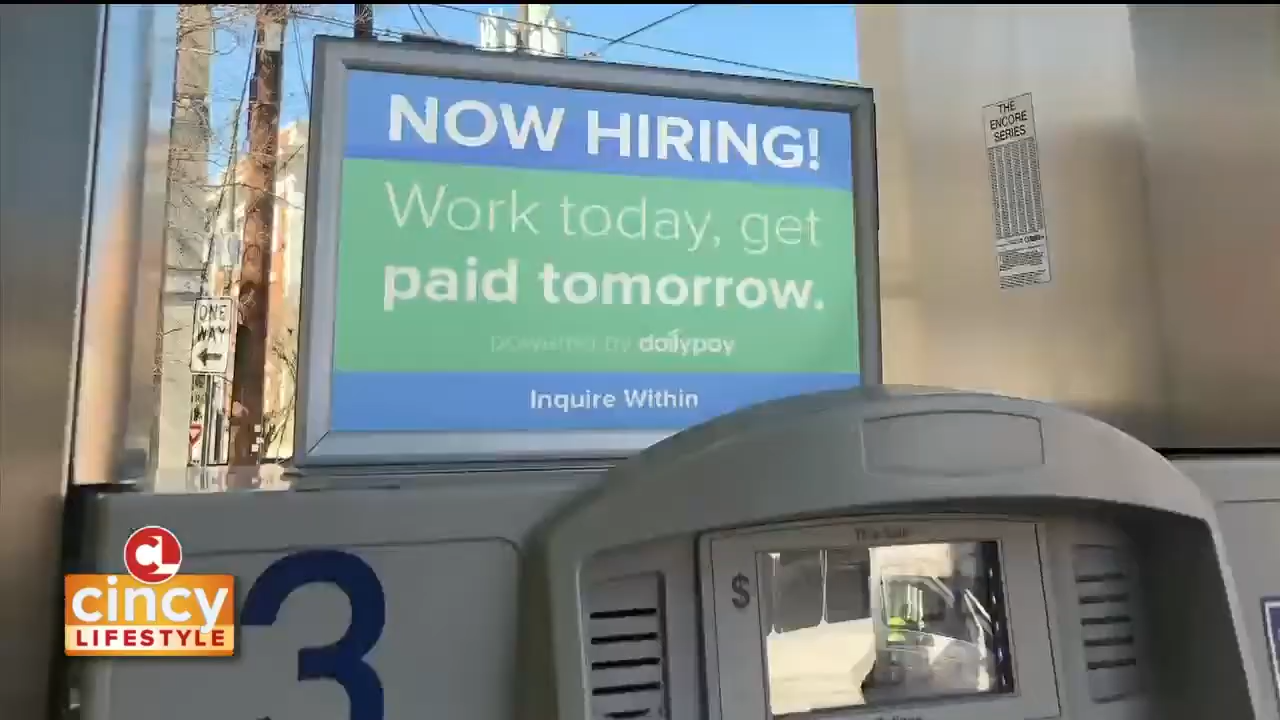 NOW HIRING!
Work today, get
paid tomorrow.
powered by dailypay
Inquire Within
THE
ENCORE
SERIES
ONE
WAY
$
3
cincy
LIFESTYLE